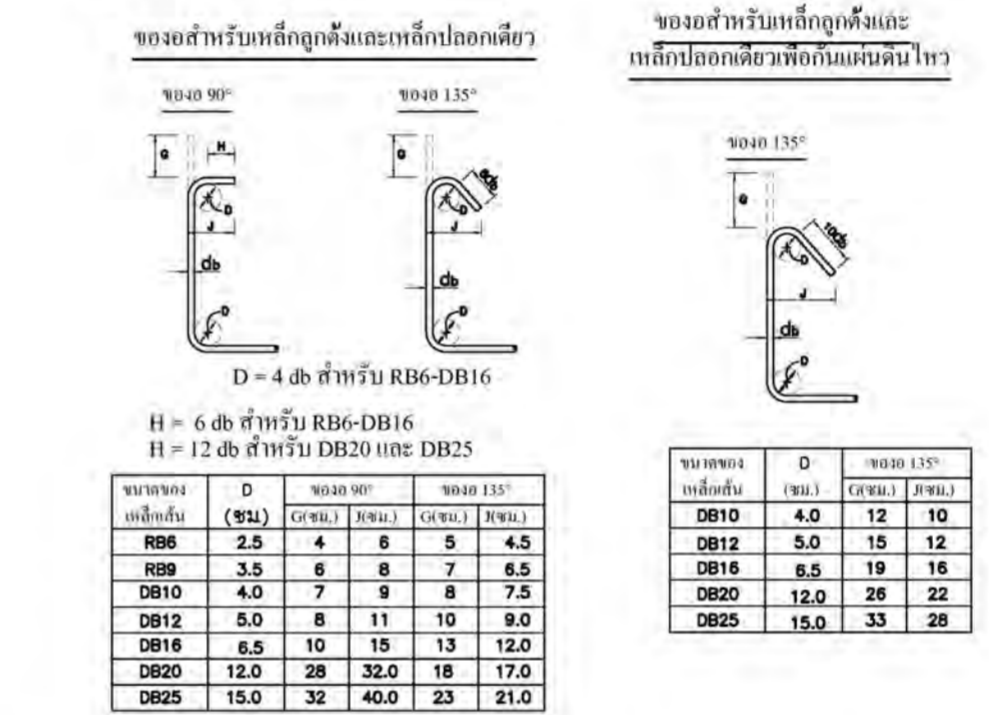 ของอสำหรับเหล็กลูกตั้งและเหล็กปลอกเดี่ยว
ของอ 90°
ของอ 135°
G
H
D
J
db
D
G
6db
D
J
db
D
D = 4 db สำหรับ RB6-DB16
H = 6 db สำหรับ RB6-DB16
H = 12 db สำหรับ DB20 และ DB25
ขนาดของเหล็กเส้น D (ซม) ของอ 90° ของอ 135°
G(ซม.) J(ซม.) G(ซม.) J(ซม.)
RB6 2.5 4 6 5 4.5
RB9 3.5 6 8 7 6.5
DB10 4.0 7 9 8 7.5
DB12 5.0 8 11 10 9.0
DB16 6.5 10 15 13 12.0
DB20 12.0 28 32.0 18 17.0
DB25 15.0 32 40.0 23 21.0
ของอสำหรับเหล็กลูกตั้งและ
เหล็กปลอกเดี่ยวเพื่อกันแผ่นดินไหว
ของอ 135°
G
10db
D
J
db
D
ขนาดของเหล็กเส้น D (ซม.) ของอ 135°
G(ซม.) J(ซม.)
DB10 4.0 12 10
DB12 5.0 15 12
DB16 6.5 19 16
DB20 12.0 26 22
DB25 15.0 33 28